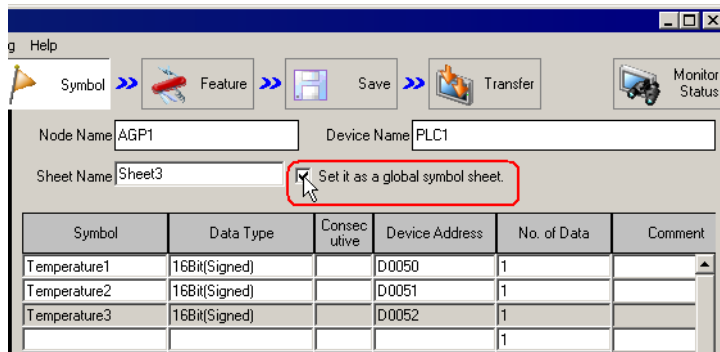 g Help
Symbol Feature Save Transfer Monitor Status
Node Name AGP1 Device Name PLC1
Sheet Name Sheet3 Set it as a global symbol sheet.
Symbol Data Type Consecutive Device Address No. of Data Comment
Temperature1 16Bit(Signed) D0050 1
Temperature2 16Bit(Signed) D0051 1
Temperature3 16Bit(Signed) D0052 1
1